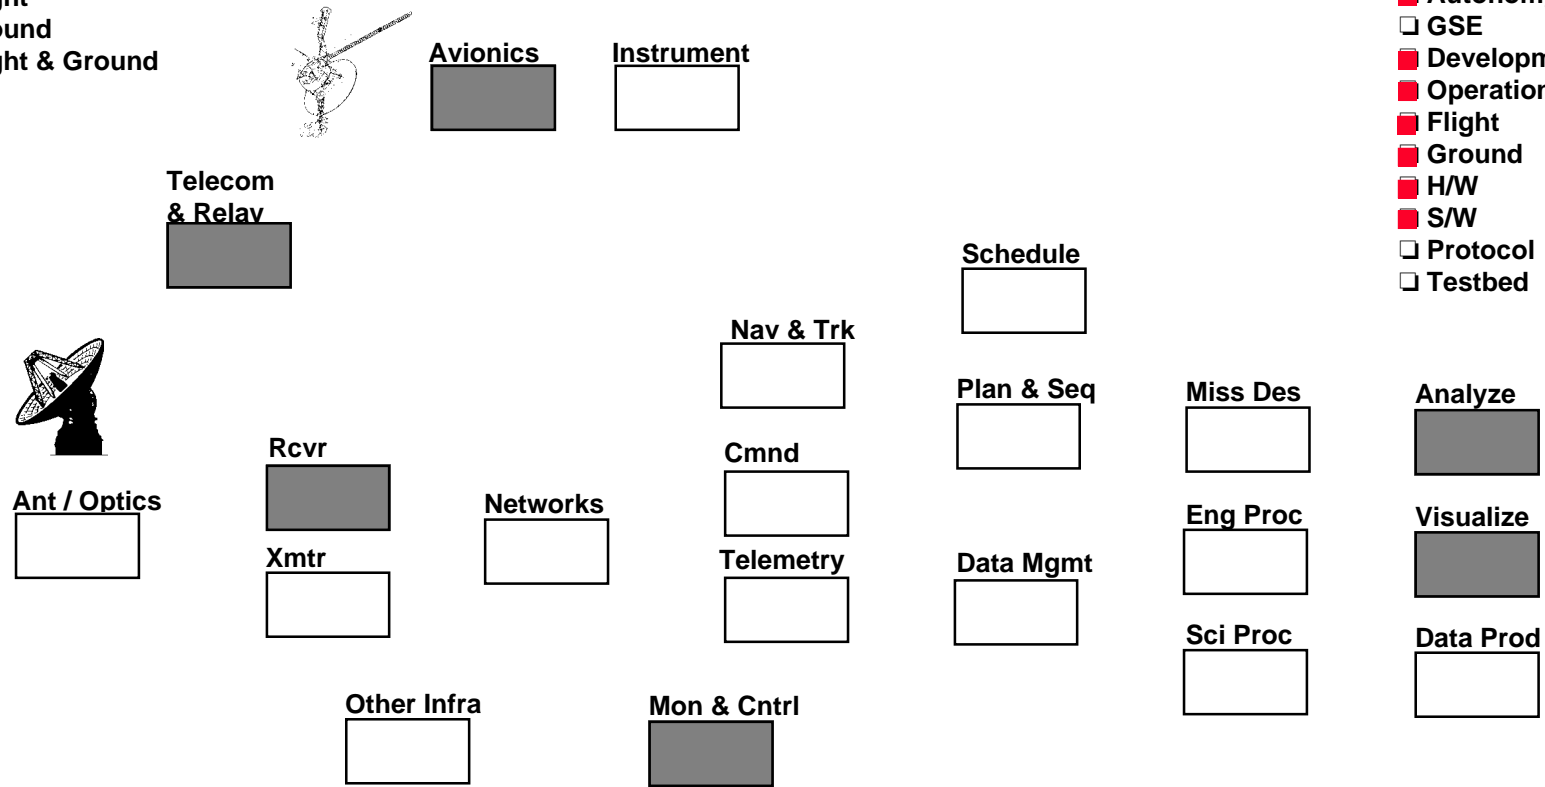 ound
ht & Ground
Avionics
Instrument
GSE
Developm
Operation
Flight
Ground
H/W
S/W
Protocol
Testbed
Telecom
& Relay
Schedule
Nav & Trk
Plan & Seq
Miss Des
Analyze
Rcvr
Cmnd
Ant / Optics
Networks
Eng Proc
Visualize
Xmtr
Telemetry
Data Mgmt
Sci Proc
Data Prod
Other Infra
Mon & Cntrl